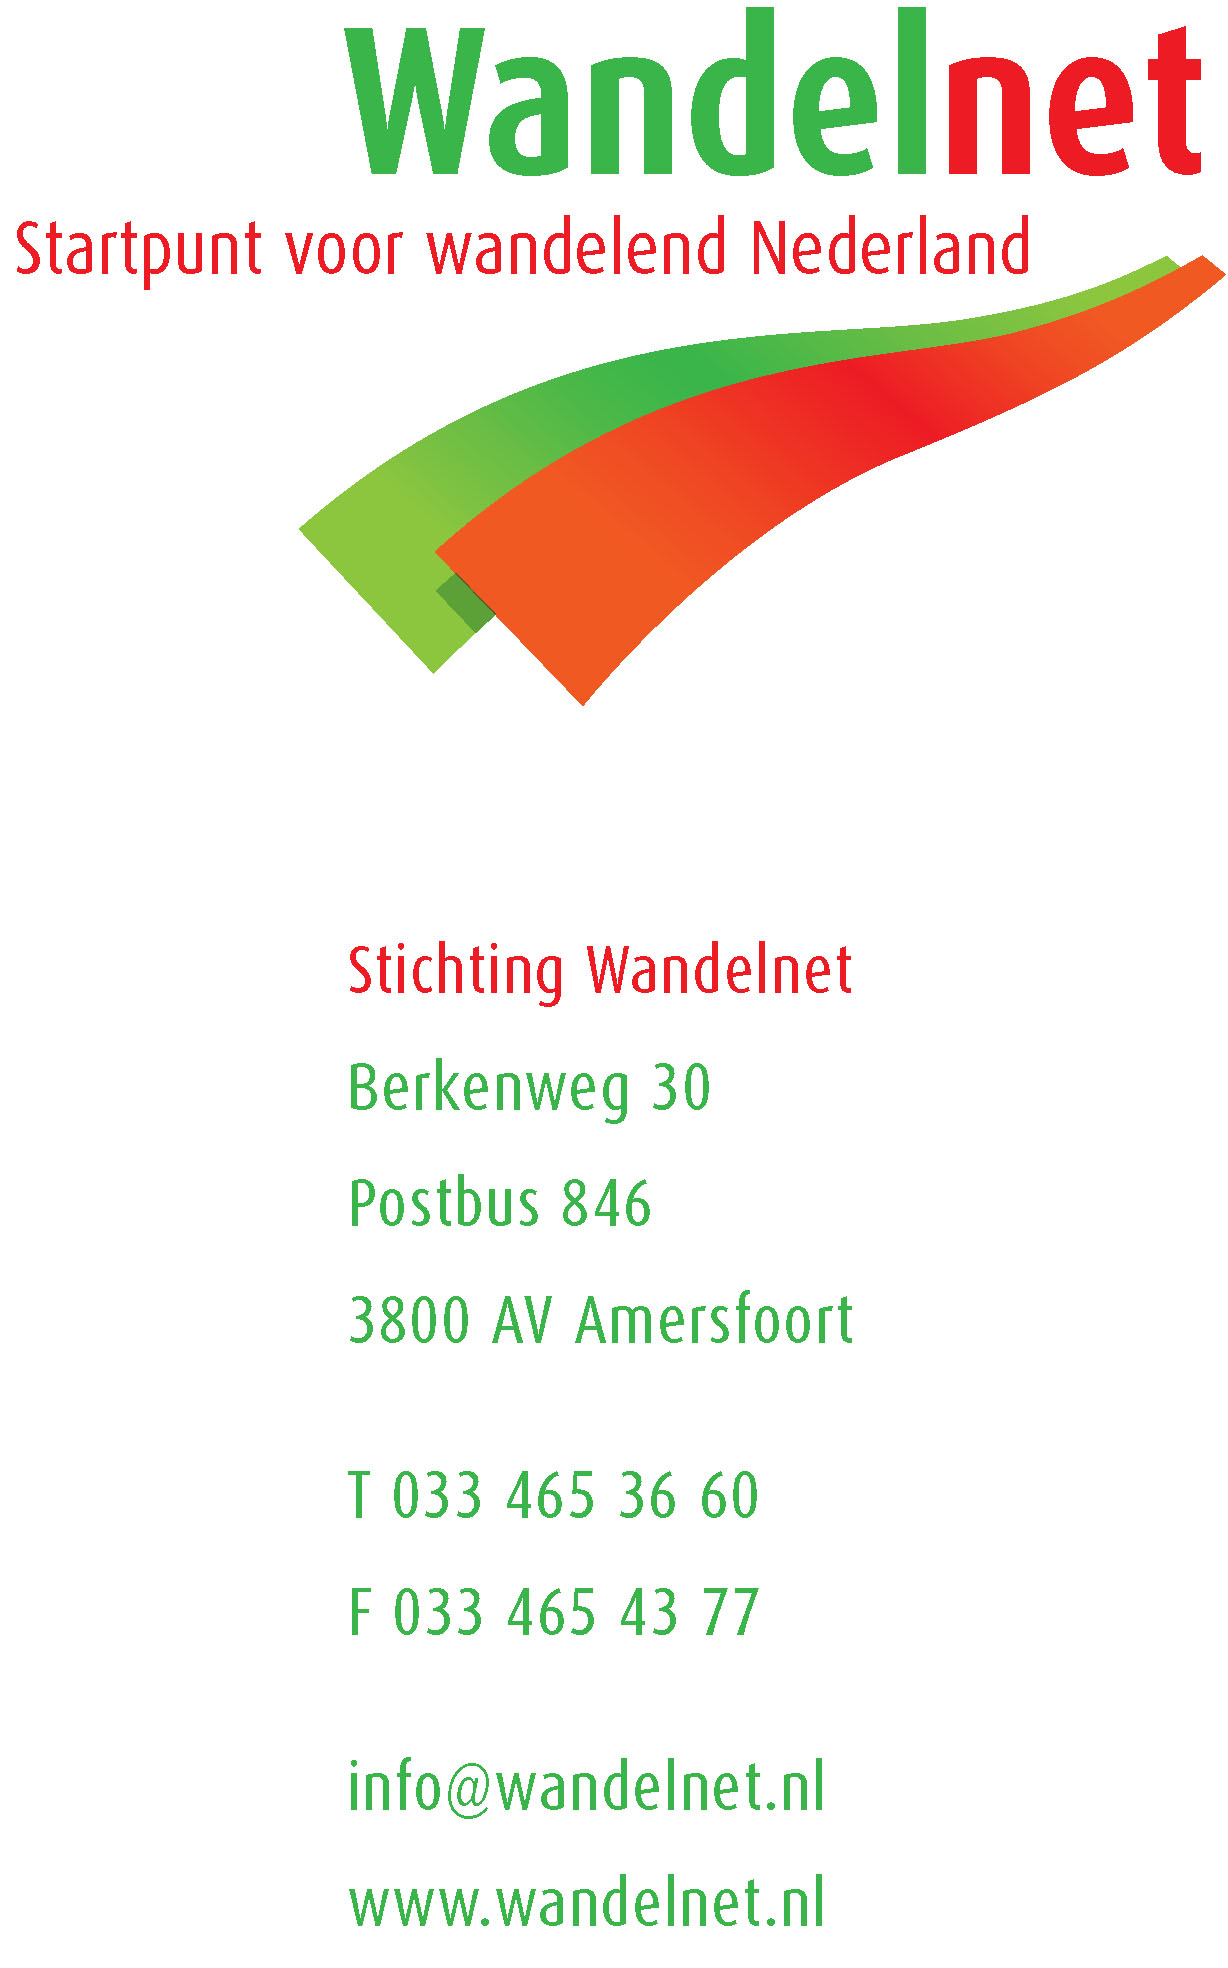 Wandelnet
Startpunt voor wandelend Nederland
Stichting Wandelnet
Berkenweg 30
Postbus 846
3800 AV Amersfoort
T 033 465 36 60
F 033 465 43 77
info@wandelnet.nl
www.wandelnet.nl